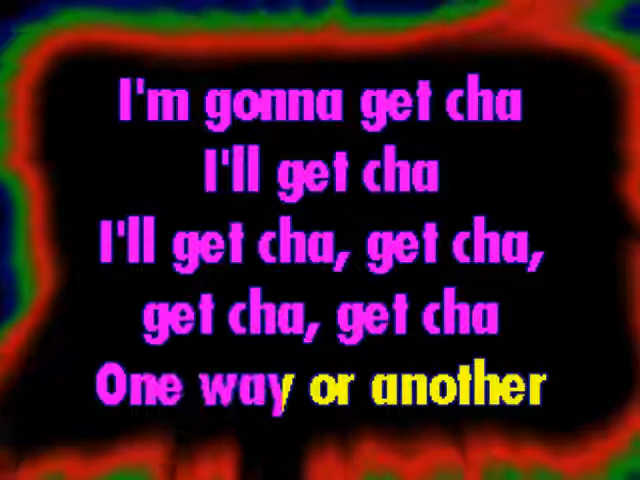 I'm gonna get cha
I'll get cha
I'll get cha, get cha,
get cha, get cha
One way or another